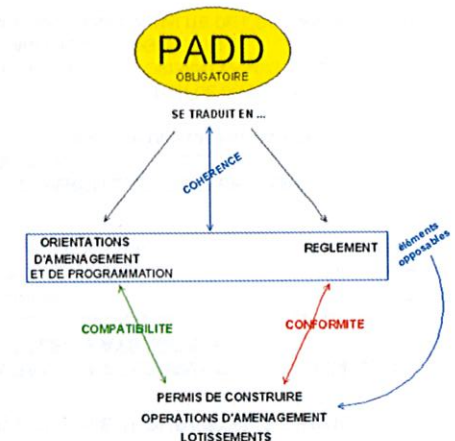 PADD
OBLIGATOIRE
SE TRADUIT EN ...
COHERENCE
ORIENTATIONS
D'AMENAGEMENT
ET DE PROGRAMMATION
REGLEMENT
éléments
opposables
COMPATIBILITE
CONFORMITE
PERMIS DE CONSTRUIRE
OPERATIONS D'AMENAGEMENT
LOTISSEMENTS